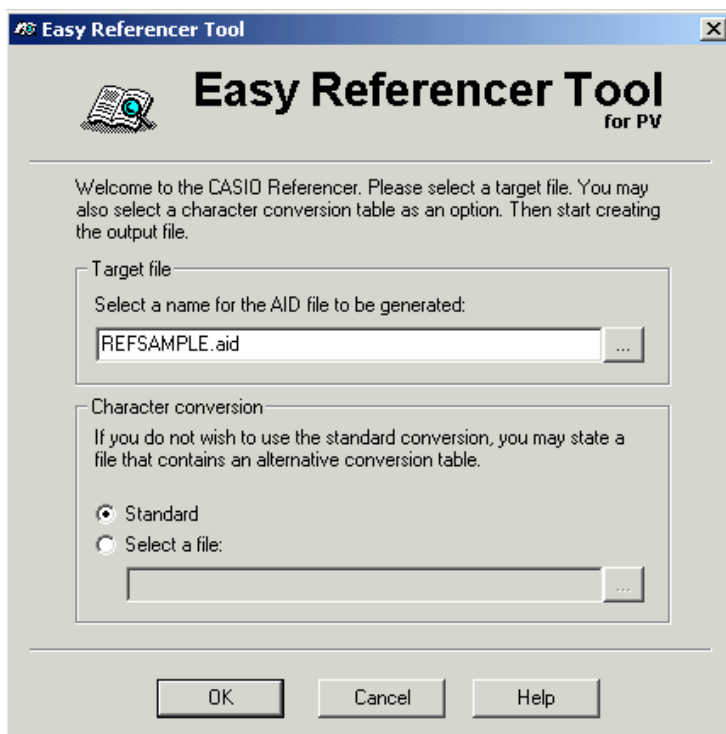 Easy Referencer Tool
Easy Referencer Tool
for PV
Welcome to the CASIO Referencer. Please select a target file. You may
also select a character conversion table as an option. Then start creating
the output file.
Target file
Select a name for the AID file to be generated:
REFSAMPLE.aid
...
Character conversion
If you do not wish to use the standard conversion, you may state a
file that contains an alternative conversion table.
Standard
Select a file:
...
OK Cancel Help